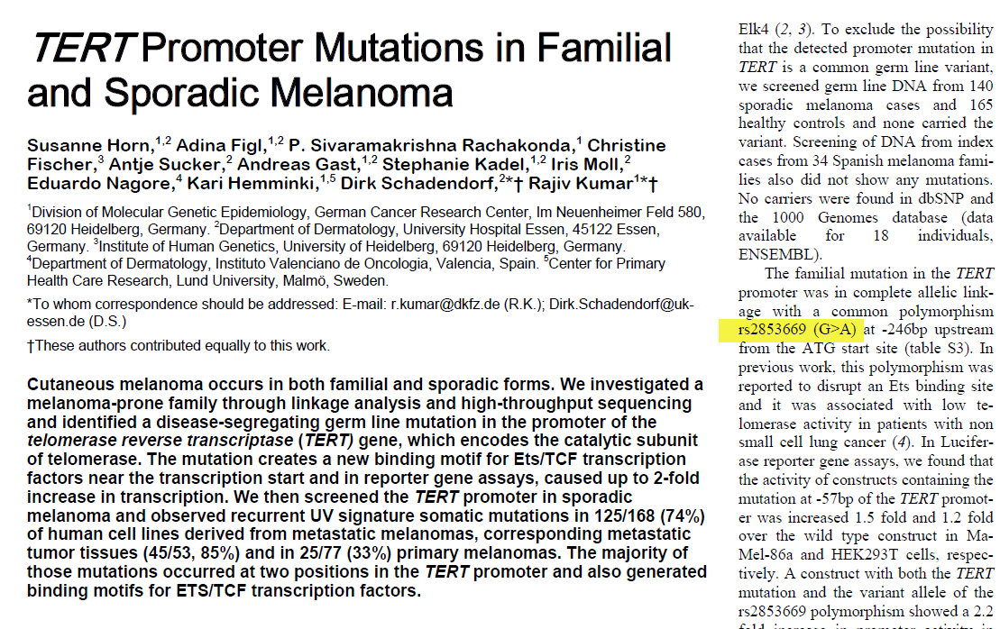 TERT Promoter Mutations in Familial
and Sporadic Melanoma
Susanne Horn,1,2 Adina Figl,1,2 P. Sivaramakrishna Rachakonda,1 Christine
Fischer,3 Antje Sucker,2 Andreas Gast,1,2 Stephanie Kadel,1,2 Iris Moll,2
Eduardo Nagore,4 Kari Hemminki,1,5 Dirk Schadendorf,2*† Rajiv Kumar1*†
1Division of Molecular Genetic Epidemiology, German Cancer Research Center, Im Neuenheimer Feld 580,
69120 Heidelberg, Germany. 2Department of Dermatology, University Hospital Essen, 45122 Essen,
Germany. 3Institute of Human Genetics, University of Heidelberg, 69120 Heidelberg, Germany.
4Department of Dermatology, Instituto Valenciano de Oncologia, Valencia, Spain. 5Center for Primary
Health Care Research, Lund University, Malmö, Sweden.
*To whom correspondence should be addressed: E-mail: r.kumar@dkfz.de (R.K.); Dirk.Schadendorf@uk-
essen.de (D.S.)
†These authors contributed equally to this work.
Cutaneous melanoma occurs in both familial and sporadic forms. We investigated a
melanoma-prone family through linkage analysis and high-throughput sequencing
and identified a disease-segregating germ line mutation in the promoter of the
telomerase reverse transcriptase (TERT) gene, which encodes the catalytic subunit
of telomerase. The mutation creates a new binding motif for Ets/TCF transcription
factors near the transcription start and in reporter gene assays, caused up to 2-fold
increase in transcription. We then screened the TERT promoter in sporadic
melanoma and observed recurrent UV signature somatic mutations in 125/168 (74%)
of human cell lines derived from metastatic melanomas, corresponding metastatic
tumor tissues (45/53, 85%) and in 25/77 (33%) primary melanomas. The majority of
those mutations occurred at two positions in the TERT promoter and also generated
binding motifs for ETS/TCF transcription factors.
Elk4 (2, 3). To exclude the possibility
that the detected promoter mutation in
TERT is a common germ line variant,
we screened germ line DNA from 140
sporadic melanoma cases and 165
healthy controls and none carried the
variant. Screening of DNA from index
cases from 34 Spanish melanoma fami-
lies also did not show any mutations.
No carriers were found in dbSNP and
the 1000 Genomes database (data
available for 18 individuals,
ENSEMBL).
The familial mutation in the TERT
promoter was in complete allelic link-
age with a common polymorphism
rs2853669 (G>A) at -246bp upstream
from the ATG start site (table S3). In
previous work, this polymorphism was
reported to disrupt an Ets binding site
and it was associated with low te-
lomerase activity in patients with non
small cell lung cancer (4). In Lucifer-
ase reporter gene assays, we found that
the activity of constructs containing the
mutation at -57bp of the TERT promot-
er was increased 1.5 fold and 1.2 fold
over the wild type construct in Ma-
Mel-86a and HEK293T cells, respec-
tively. A construct with both the TERT
mutation and the variant allele of the
rs2853669 polymorphism showed a 2.2
fold increase in promoter activity in